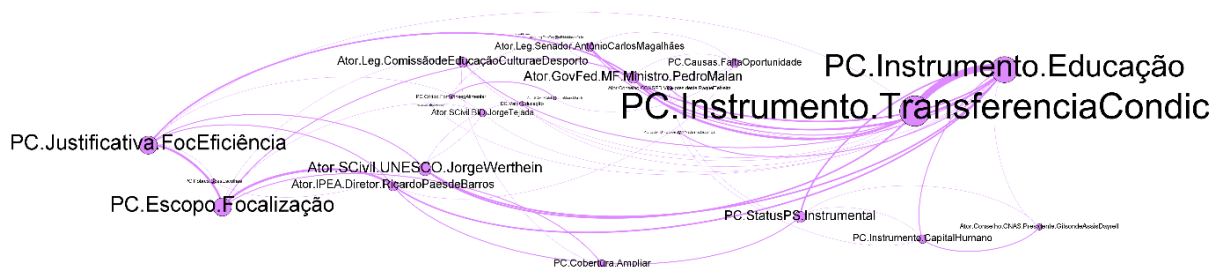 Ator.Leg.Senador.AntônioCarlosMagalhães
Ator.Leg.ComissãodeEducaçãoCulturaeDesporto
PC.Causas.FaltaOportunidade
PC.Instrumento.Educação
Ator.GovFed.MF.Ministro.PedroMalan
PC.Instrumento.TransferenciaCondic
Ator.SCivil.BID.JorgeTejada
PC.Justificativa.FocEficiência
Ator.SCivil.UNESCO.JorgeWerthein
Ator.IPEA.Diretor.RicardoPaesdeBarros
PC.Escopo.Focalização
PC.StatusPS.Instrumental
PC.Instrumento.CapitalHumano
PC.Cobertura.Ampliar